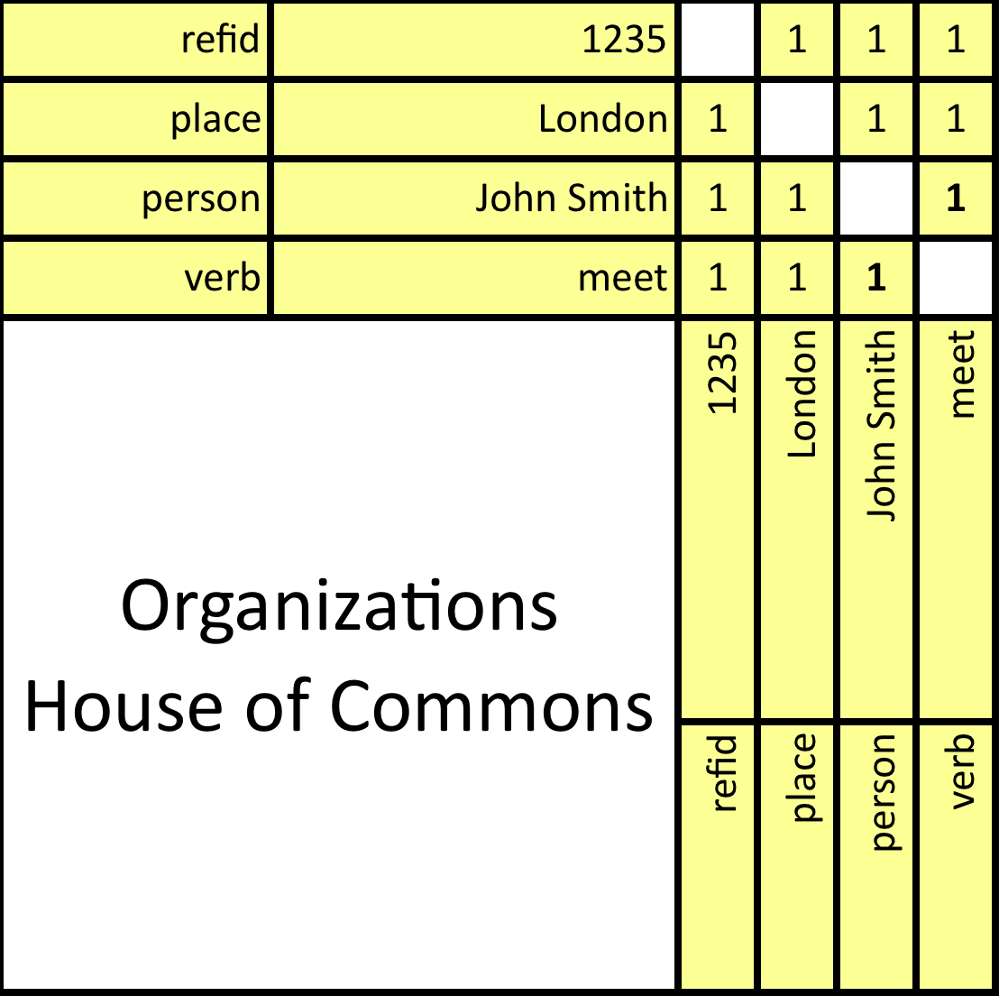 refid 1235 1 1 1
place London 1 1 1
person John Smith 1 1 1
verb meet 1 1 1
1235 London John Smith meet
Organizations
House of Commons
refid place person verb